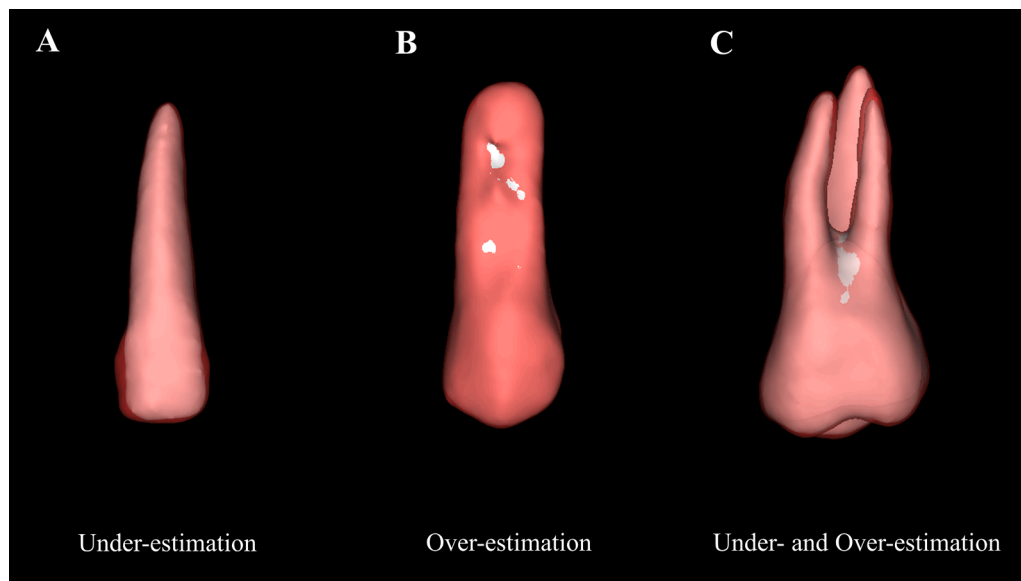 A
B
C
Under-estimation
Over-estimation
Under- and Over-estimation